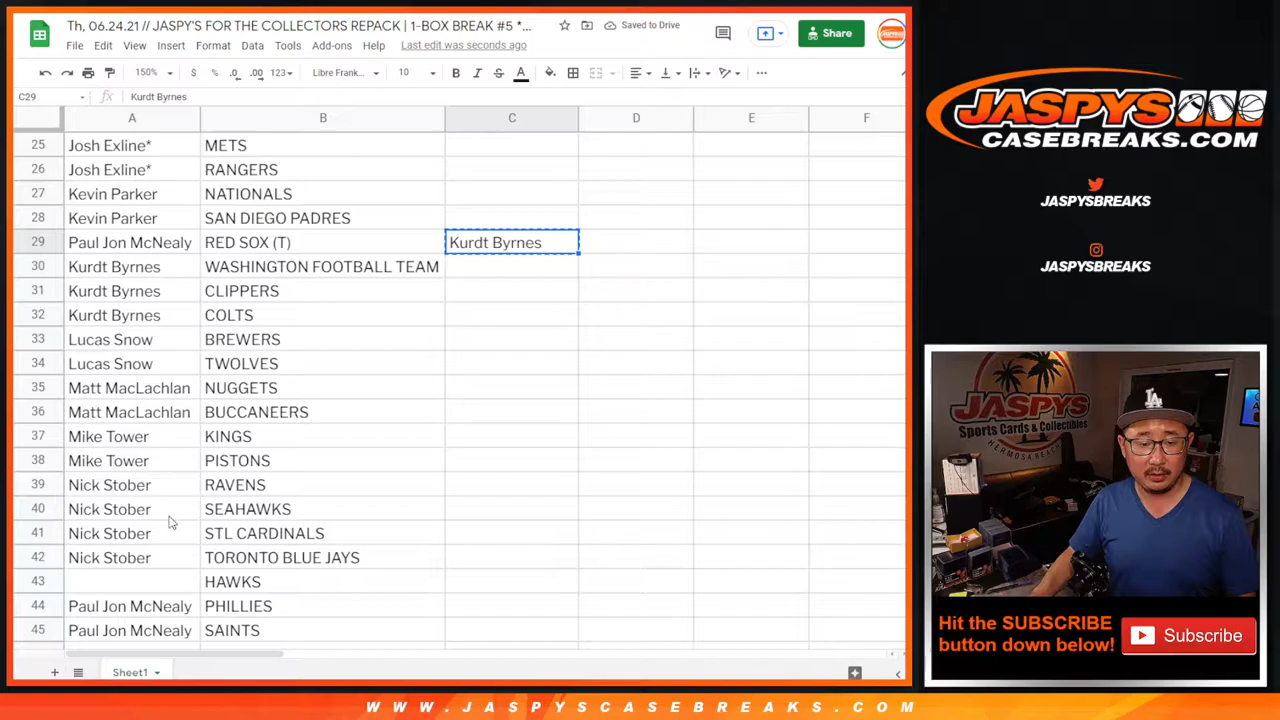 Th, 06.24.21 // JASPY'S FOR THE COLLECTORS REPACK | 1-BOX BREAK #5 *...
Saved to Drive
Share
File Edit View Insert Format Data Tools Add-ons Help Last edit was seconds ago
150% $ % .0 .00 123 Libre Frank... 10 B I S A
C29 fx Kurdt Byrnes
A B C D E F
25 Josh Exline* METS
26 Josh Exline* RANGERS
27 Kevin Parker NATIONALS
28 Kevin Parker SAN DIEGO PADRES
29 Paul Jon McNealy RED SOX (T) Kurdt Byrnes
30 Kurdt Byrnes WASHINGTON FOOTBALL TEAM
31 Kurdt Byrnes CLIPPERS
32 Kurdt Byrnes COLTS
33 Lucas Snow BREWERS
34 Lucas Snow TWOLVES
35 Matt MacLachlan NUGGETS
36 Matt MacLachlan BUCCANEERS
37 Mike Tower KINGS
38 Mike Tower PISTONS
39 Nick Stober RAVENS
40 Nick Stober SEAHAWKS
41 Nick Stober STL CARDINALS
42 Nick Stober TORONTO BLUE JAYS
43 HAWKS
44 Paul Jon McNealy PHILLIES
45 Paul Jon McNealy SAINTS
Sheet1
JASPYS
CASEBREAKS.COM
JASPYSBREAKS
JASPYSBREAKS
JASPYS
Sports Cards & Collectibles
HERMOSA BEACH
LA
Hit the SUBSCRIBE
button down below!
Subscribe
WWW.JASPYSCASEBREAKS.COM